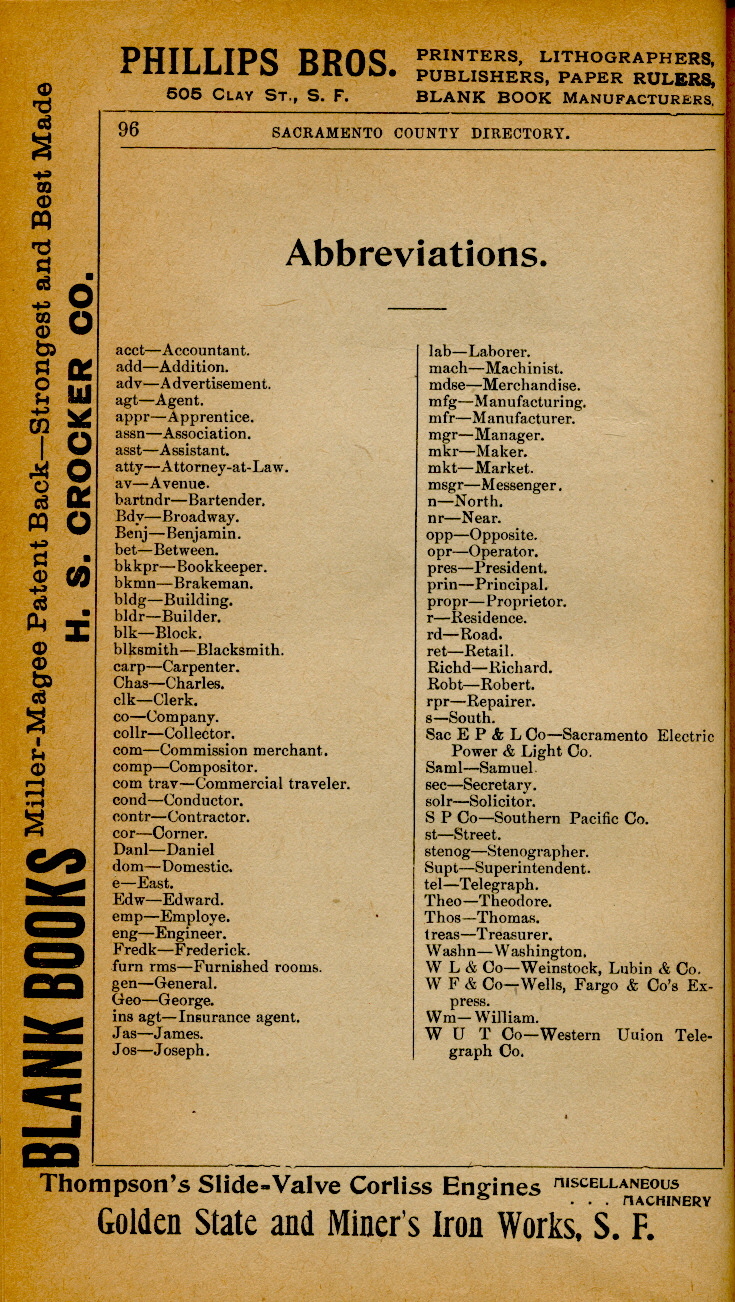 PHILLIPS BROS.
505 CLAY ST., S. F.
PRINTERS, LITHOGRAPHERS,
PUBLISHERS, PAPER RULERS,
BLANK BOOK MANUFACTURERS.
96
SACRAMENTO COUNTY DIRECTORY.
Abbreviations.
acct—Accountant.
add—Addition.
adv—Advertisement.
agt—Agent.
appr—Apprentice.
assn—Association.
asst—Assistant.
atty—Attorney-at-Law.
av—Avenue.
bartndr—Bartender.
Bdv—Broadway.
Benj—Benjamin.
bet—Between.
bkkpr—Bookkeeper.
bkmn—Brakeman.
bldg—Building.
bldr—Builder.
blk—Block.
blksmith—Blacksmith.
carp—Carpenter.
Chas—Charles.
clk—Clerk.
co—Company.
collr—Collector.
com—Commission merchant.
comp—Compositor.
com trav—Commercial traveler.
cond—Conductor.
contr—Contractor.
cor—Corner.
Danl—Daniel
dom—Domestic.
e—East.
Edw—Edward.
emp—Employe.
eng—Engineer.
Fredk—Frederick.
furn rms—Furnished rooms.
gen—General.
Geo—George.
ins agt—Insurance agent.
Jas—James.
Jos—Joseph.
lab—Laborer.
mach—Machinist.
mdse—Merchandise.
mfg—Manufacturing.
mfr—Manufacturer.
mgr—Manager.
mkr—Maker.
mkt—Market.
msgr—Messenger.
n—North.
nr—Near.
opp—Opposite.
opr—Operator.
pres—President.
prin—Principal.
propr—Proprietor.
r—Residence.
rd—Road.
ret—Retail.
Richd—Richard.
Robt—Robert.
rpr—Repairer.
s—South.
Sac E P & L Co—Sacramento Electric
Power & Light Co.
Saml—Samuel.
sec—Secretary.
solr—Solicitor.
S P Co—Southern Pacific Co.
st—Street.
stenog—Stenographer.
Supt—Superintendent.
tel—Telegraph.
Theo—Theodore.
Thos—Thomas.
treas—Treasurer.
Washn—Washington.
W L & Co—Weinstock, Lubin & Co.
W F & Co—Wells, Fargo & Co's Ex-
press.
Wm—William.
W U T Co—Western Uuion Tele-
graph Co.
BLANK BOOKS Miller-Magee Patent Back—Strongest and Best Made
H. S. CROCKER CO.
Thompson's Slide-Valve Corliss Engines MISCELLANEOUS
. . . MACHINERY
Golden State and Miner's Iron Works, S. F.